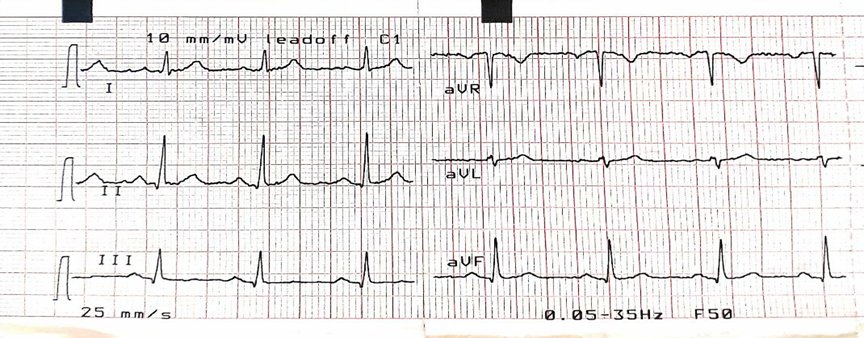 10 mm/mV leadoff C1
I
aVR
II
aVL
III
aVF
25 mm/s
0.05-35Hz F50